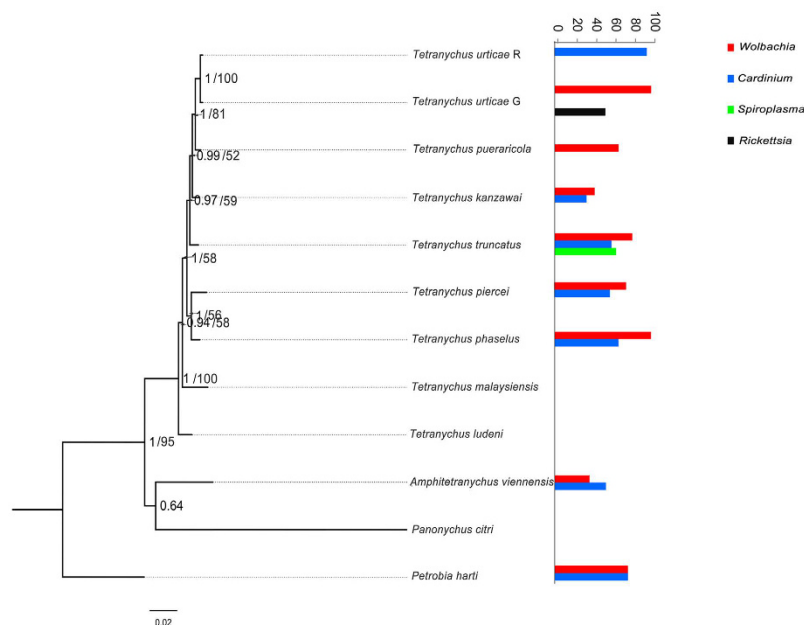 0 20 40 60 80 100
Tetranychus urticae R
Wolbachia
1/100
Cardinium
Tetranychus urticae G
1/81
Spiroplasma
Rickettsia
Tetranychus pueraricola
0.99/52
Tetranychus kanzawai
0.97/59
Tetranychus truncatus
1/58
Tetranychus piercei
1/56
0.94/58
Tetranychus phaselus
1/100
Tetranychus malaysiensis
Tetranychus ludeni
1/95
Amphitetranychus viennensis
0.64
Panonychus citri
Petrobia harti
0.02